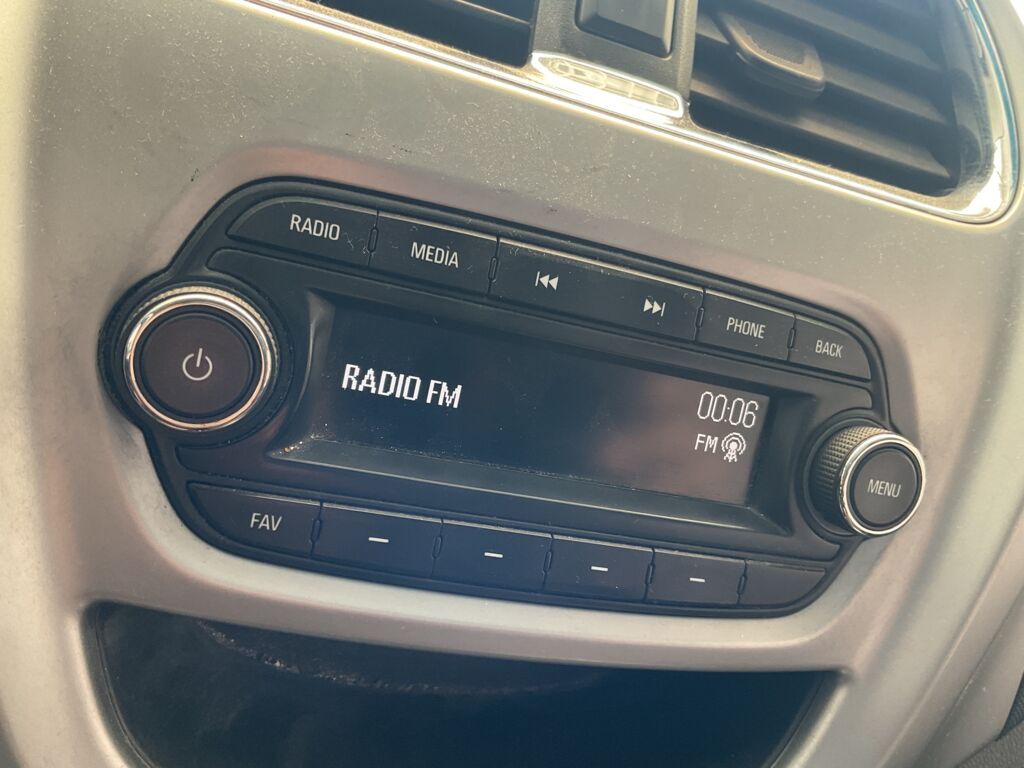 RADIO
MEDIA
PHONE
BACK
RADIO FM
00:06
FM
MENU
FAV